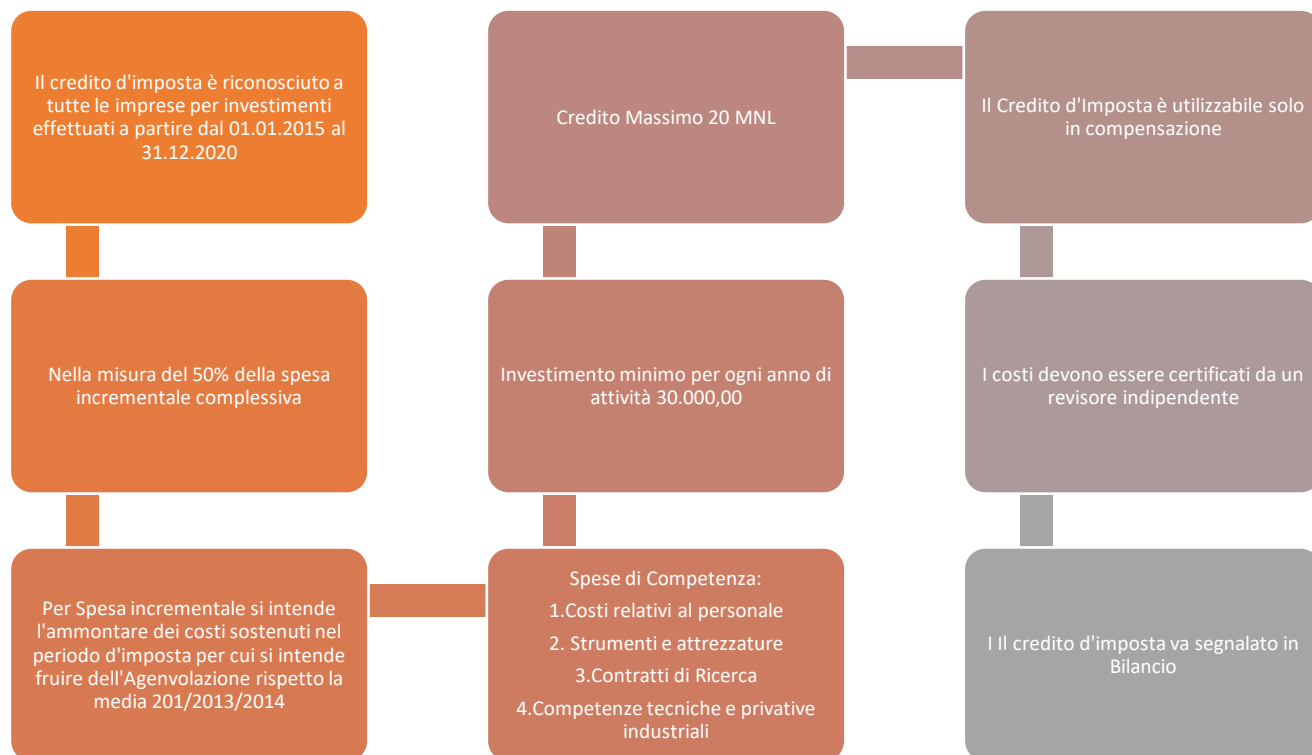 Il credito d'imposta è riconosciuto a
tutte le imprese per investimenti
effettuati a partire dal 01.01.2015 al
31.12.2020
Nella misura del 50% della spesa
incrementale complessiva
Per Spesa incrementale si intende
l'ammontare dei costi sostenuti nel
periodo d'imposta per cui si intende
fruire dell'Agenvolazione rispetto la
media 201/2013/2014
Spese di Competenza:
1.Costi relativi al personale
2. Strumenti e attrezzature
3.Contratti di Ricerca
4.Competenze tecniche e privative
industriali
Investimento minimo per ogni anno di
attività 30.000,00
Credito Massimo 20 MNL
Il Credito d'Imposta è utilizzabile solo
in compensazione
I costi devono essere certificati da un
revisore indipendente
I Il credito d'imposta va segnalato in
Bilancio